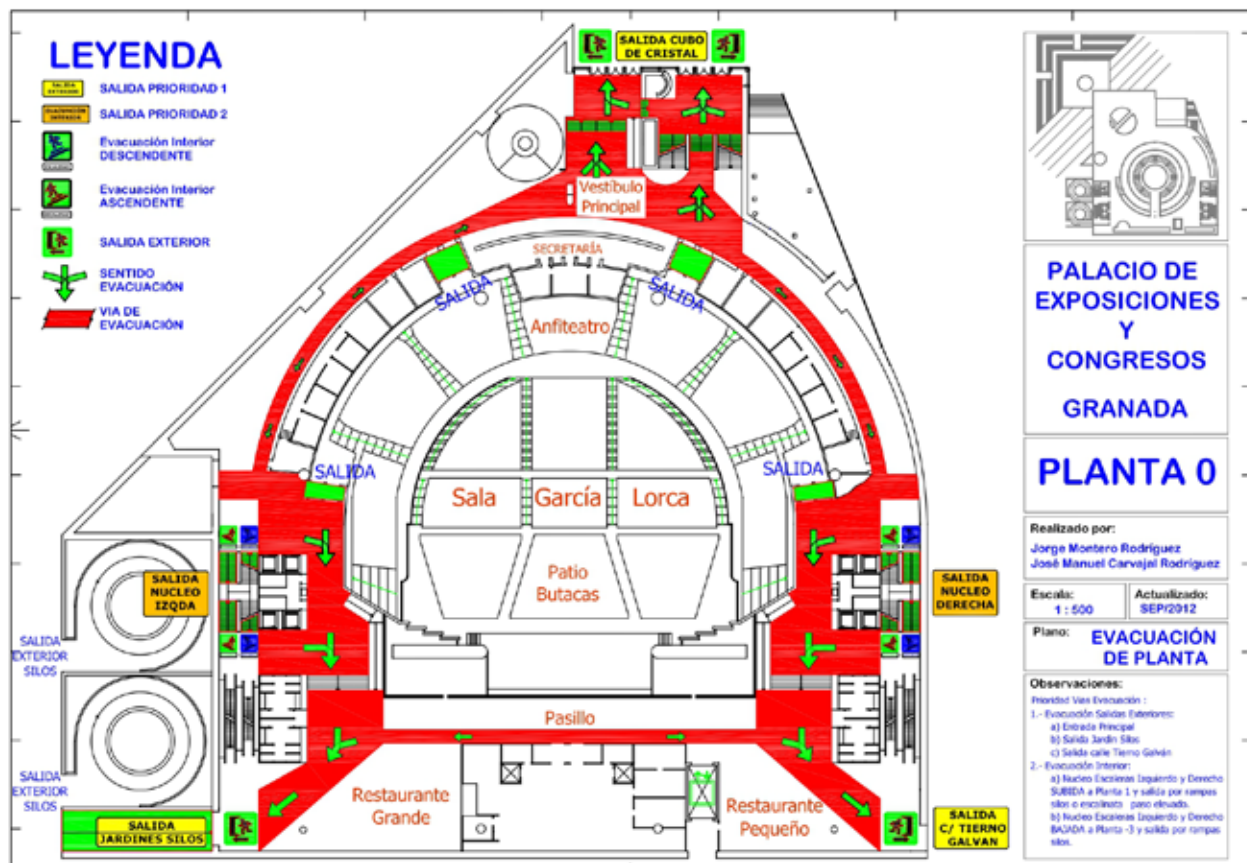 LEYENDA
SALIDA PRIORIDAD 1
SALIDA PRIORIDAD 2
Evacuación Interior
DESCENDENTE
Evacuación Interior
ASCENDENTE
SALIDA EXTERIOR
SENTIDO
EVACUACIÓN
VIA DE
EVACUACIÓN
SALIDA CUBO
DE CRISTAL
Vestíbulo
Principal
SECRETARÍA
SALIDA
SALIDA
Anfiteatro
SALIDA
SALIDA
Sala García Lorca
Patio
Butacas
SALIDA
NUCLEO
IZQDA
SALIDA
NUCLEO
DERECHA
SALIDA
EXTERIOR
SILOS
Pasillo
SALIDA
EXTERIOR
SILOS
Restaurante
Grande
Restaurante
Pequeño
SALIDA
JARDINES SILOS
SALIDA
C/ TIERNO
GALVAN
PALACIO DE
EXPOSICIONES
Y
CONGRESOS
GRANADA
PLANTA 0
Realizado por:
Jorge Montero Rodríguez
José Manuel Carvajal Rodríguez
Escala:
1 : 500
Actualizado:
SEP/2012
Plano:
EVACUACIÓN
DE PLANTA
Observaciones:
Prioridad Vias Evacuación :
1.- Evacuación Salidas Exteriores:
a) Entrada Principal
b) Salida Jardin Silos
c) Salida calle Tierno Galván
2.- Evacuación Interior:
a) Nucleo Escaleras Izquierdo y Derecho
SUBIDA a Planta 1 y salida por rampas
silos o escalinata paso elevado.
b) Nucleo Escaleras Izquierdo y Derecho
BAJADA a Planta -3 y salida por rampas
silos.